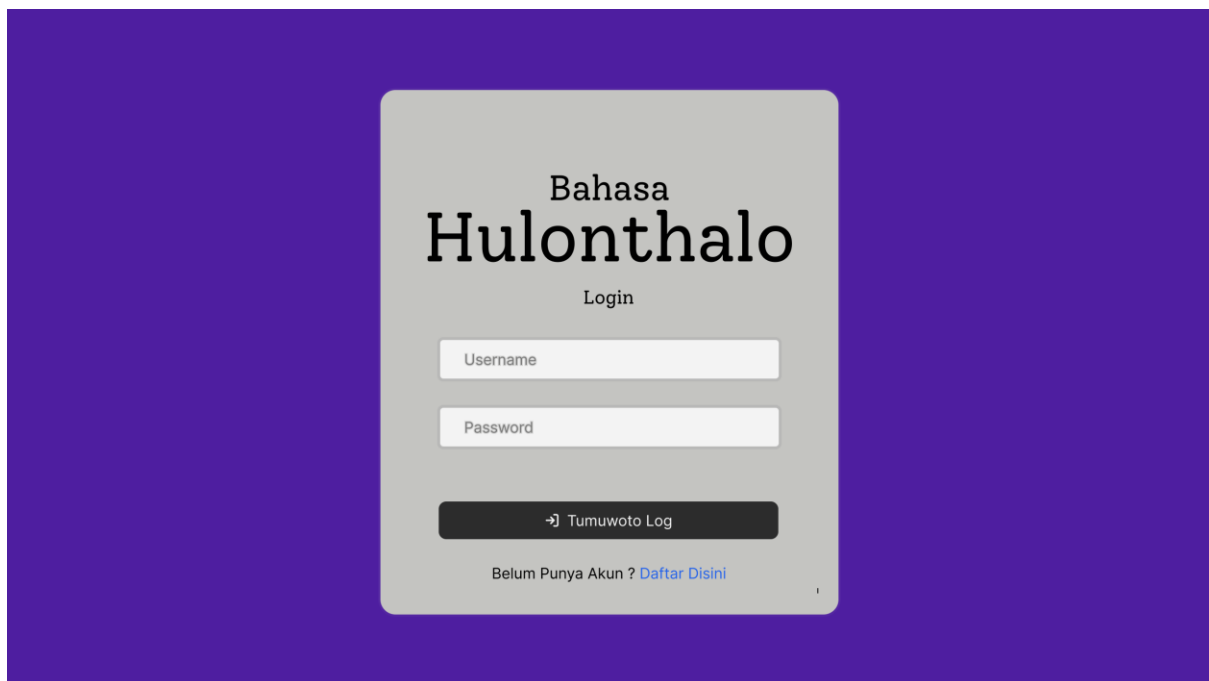 Bahasa
Hulonthalo
Login
Username
Password
Tumuwoto Log
Belum Punya Akun ? Daftar Disini